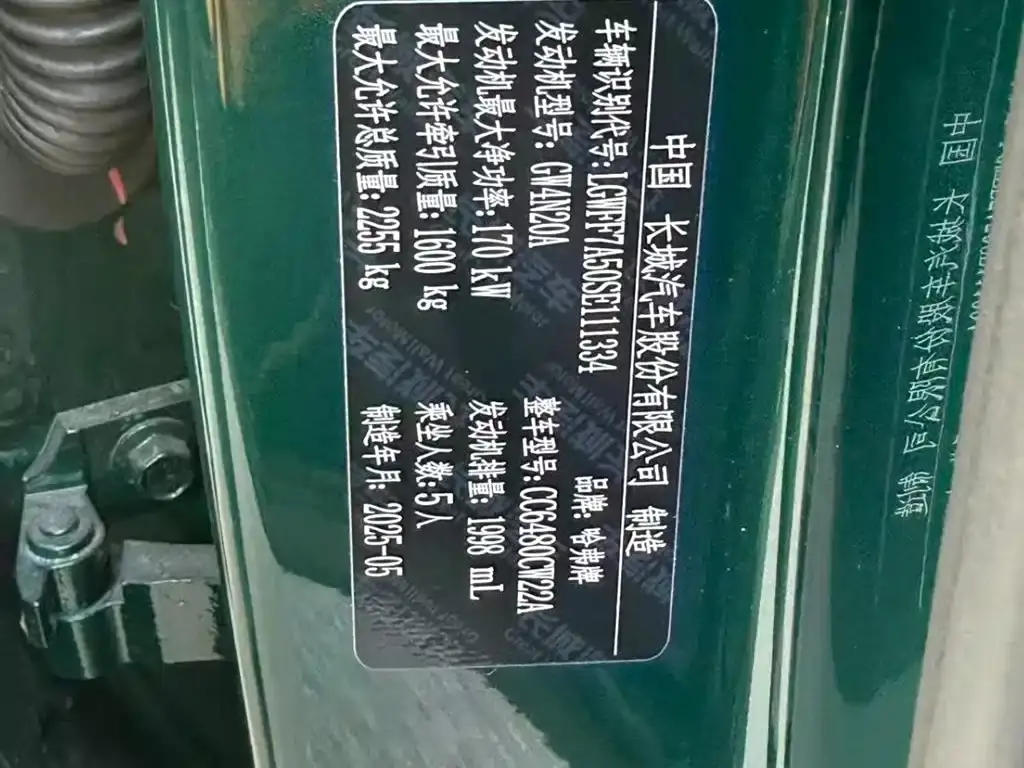 中国 长城汽车股份有限公司 制造
车辆识别代号: LGWFF7A50SE111334 品牌: 哈弗牌
发动机型号: GW4N20A 整车型号: CC6480CW22A
发动机最大净功率: 170 kW 发动机排量: 1998 mL
最大允许牵引质量: 1600 kg 乘坐人数: 5人
最大允许总质量: 2255 kg 制造年月: 2025-05